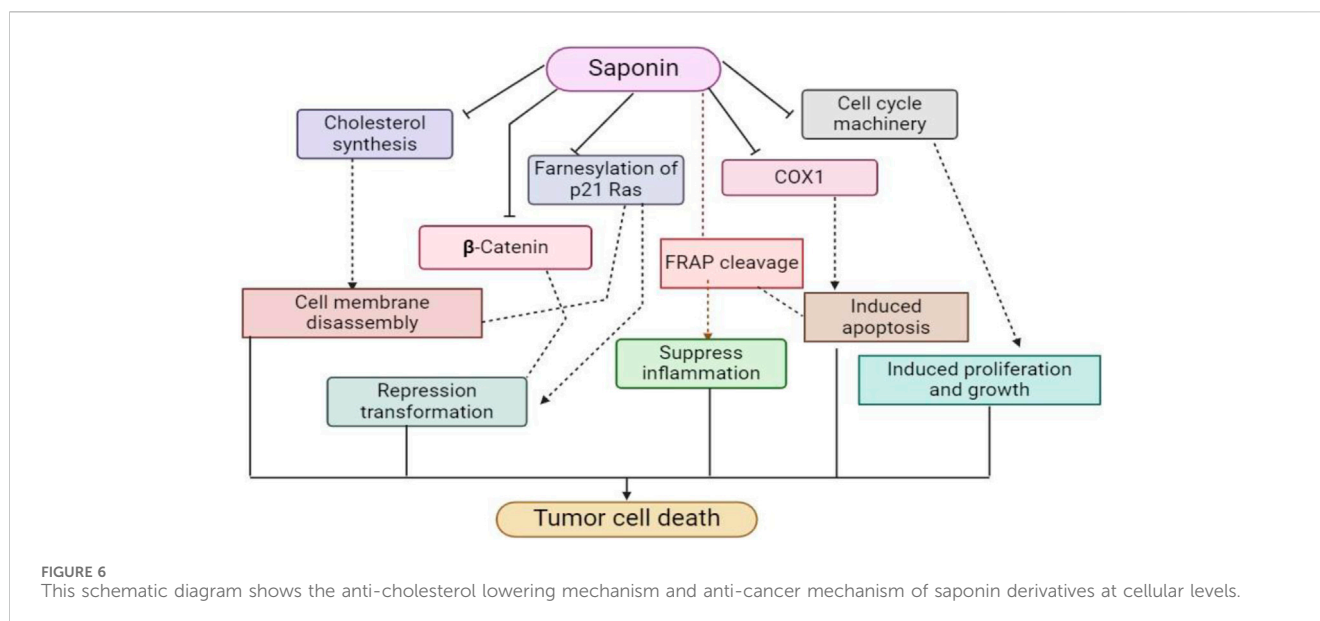 Saponin
Cholesterol
synthesis
Cell cycle
machinery
Farnesylation of
p21 Ras
COX1
β-Catenin
FRAP cleavage
Cell membrane
disassembly
Induced
apoptosis
Suppress
inflammation
Induced proliferation
and growth
Repression
transformation
Tumor cell death
FIGURE 6
This schematic diagram shows the anti-cholesterol lowering mechanism and anti-cancer mechanism of saponin derivatives at cellular levels.